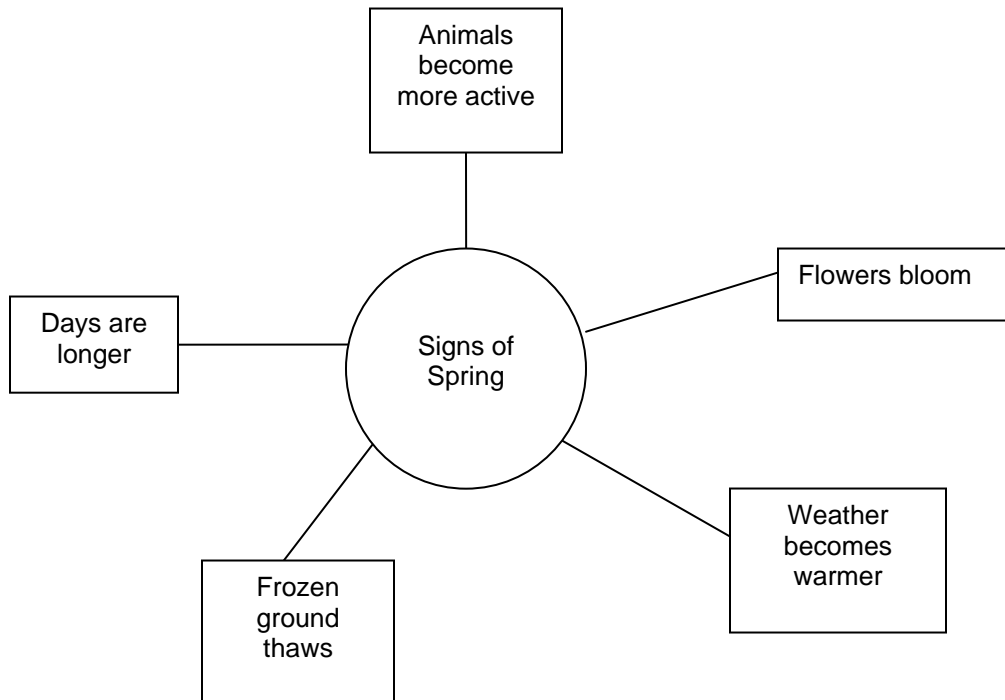 Animals
become
more active
Flowers bloom
Days are
longer
Signs of
Spring
Weather
becomes
warmer
Frozen
ground
thaws